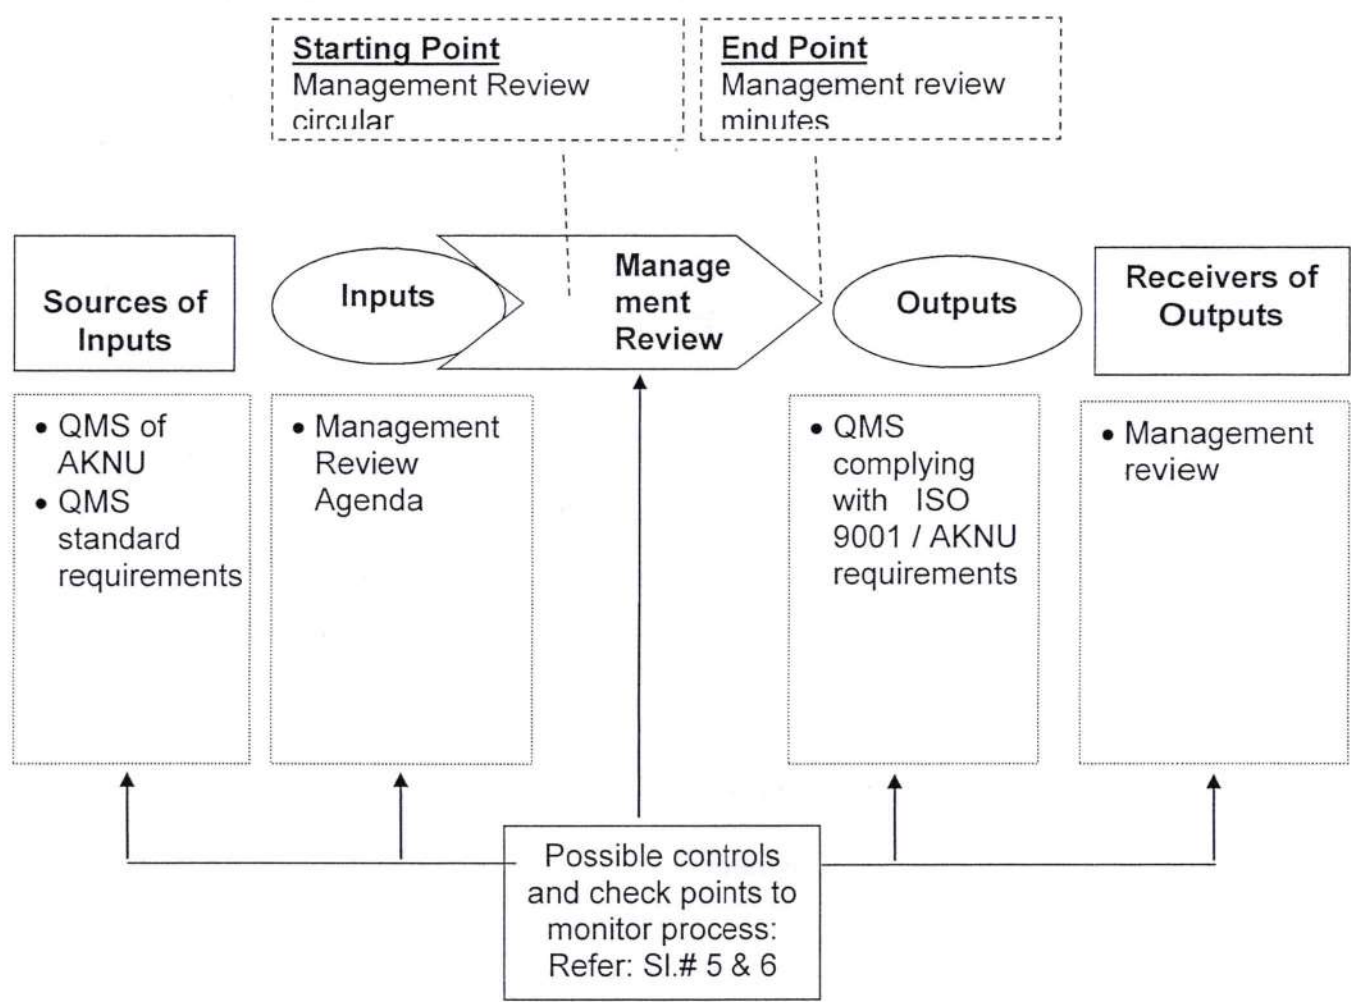 Starting Point
Management Review
circular
End Point
Management review
minutes
Sources of
Inputs
Inputs
Manage
ment
Review
Outputs
Receivers of
Outputs
• QMS of
AKNU
• QMS
standard
requirements
• Management
Review
Agenda
• QMS
complying
with ISO
9001 / AKNU
requirements
• Management
review
Possible controls
and check points to
monitor process:
Refer: Sl.# 5 & 6